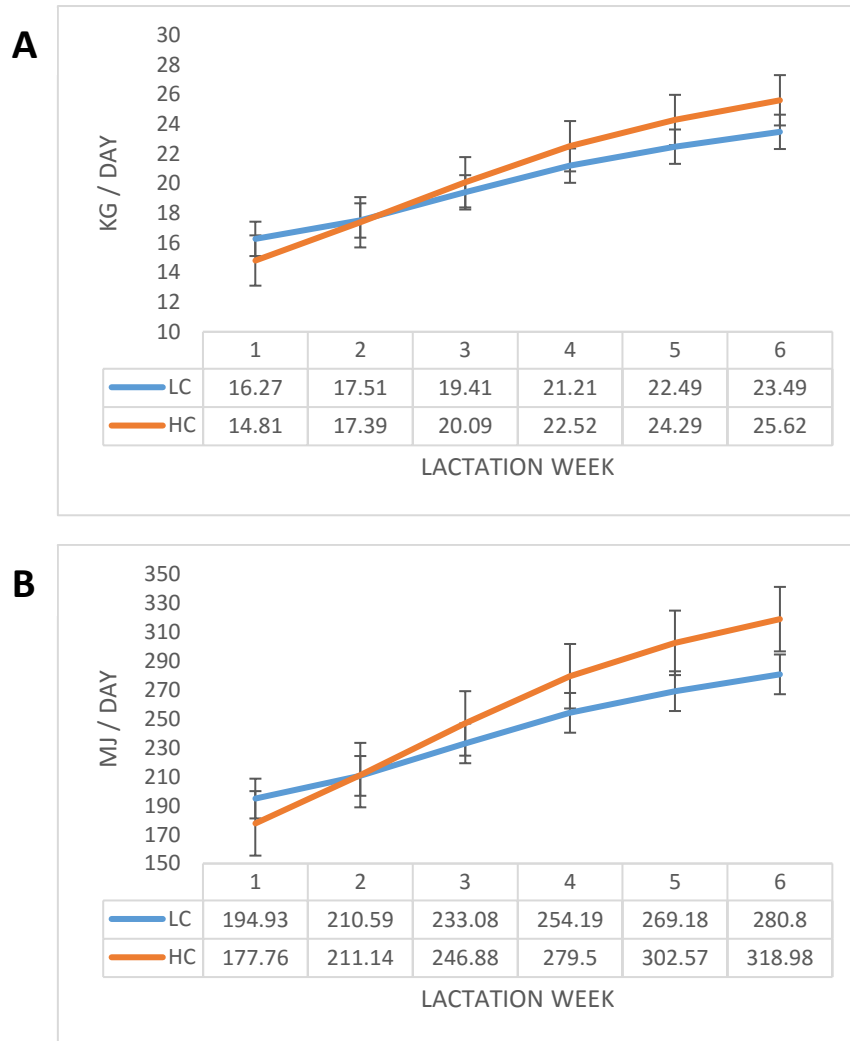 A
30
28
26
24
22
20
18
16
14
12
10
KG / DAY
1 2 3 4 5 6
LC 16.27 17.51 19.41 21.21 22.49 23.49
HC 14.81 17.39 20.09 22.52 24.29 25.62
LACTATION WEEK
B
350
330
310
290
270
250
230
210
190
170
150
MJ / DAY
1 2 3 4 5 6
LC 194.93 210.59 233.08 254.19 269.18 280.8
HC 177.76 211.14 246.88 279.5 302.57 318.98
LACTATION WEEK